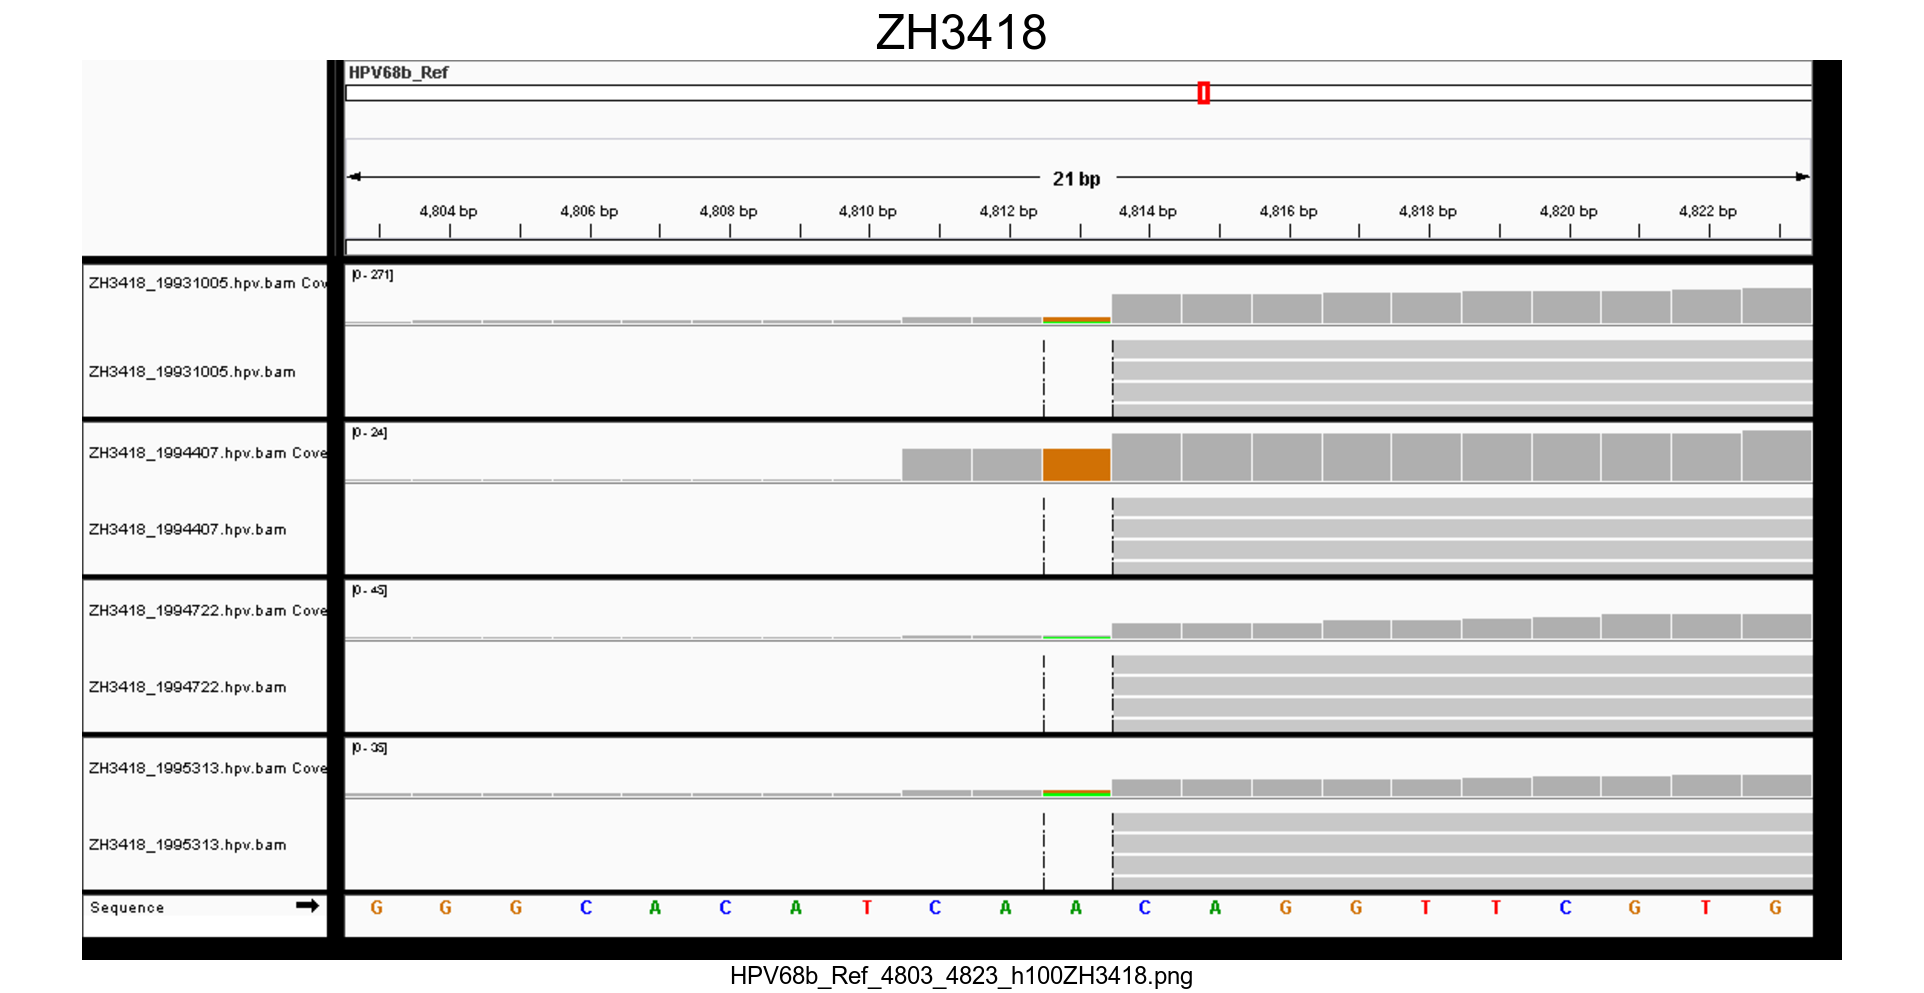 ZH3418
HPV68b_Ref
21 bp
4,804 bp 4,806 bp 4,808 bp 4,810 bp 4,812 bp 4,814 bp 4,816 bp 4,818 bp 4,820 bp 4,822 bp
[0 - 271]
ZH3418_19931005.hpv.bam Cov
ZH3418_19931005.hpv.bam
[0 - 24]
ZH3418_1994407.hpv.bam Cove
ZH3418_1994407.hpv.bam
[0 - 45]
ZH3418_1994722.hpv.bam Cove
ZH3418_1994722.hpv.bam
[0 - 35]
ZH3418_1995313.hpv.bam Cove
ZH3418_1995313.hpv.bam
Sequence G G G C A C A T C A A C A G G T T C G T G
HPV68b_Ref_4803_4823_h100ZH3418.png